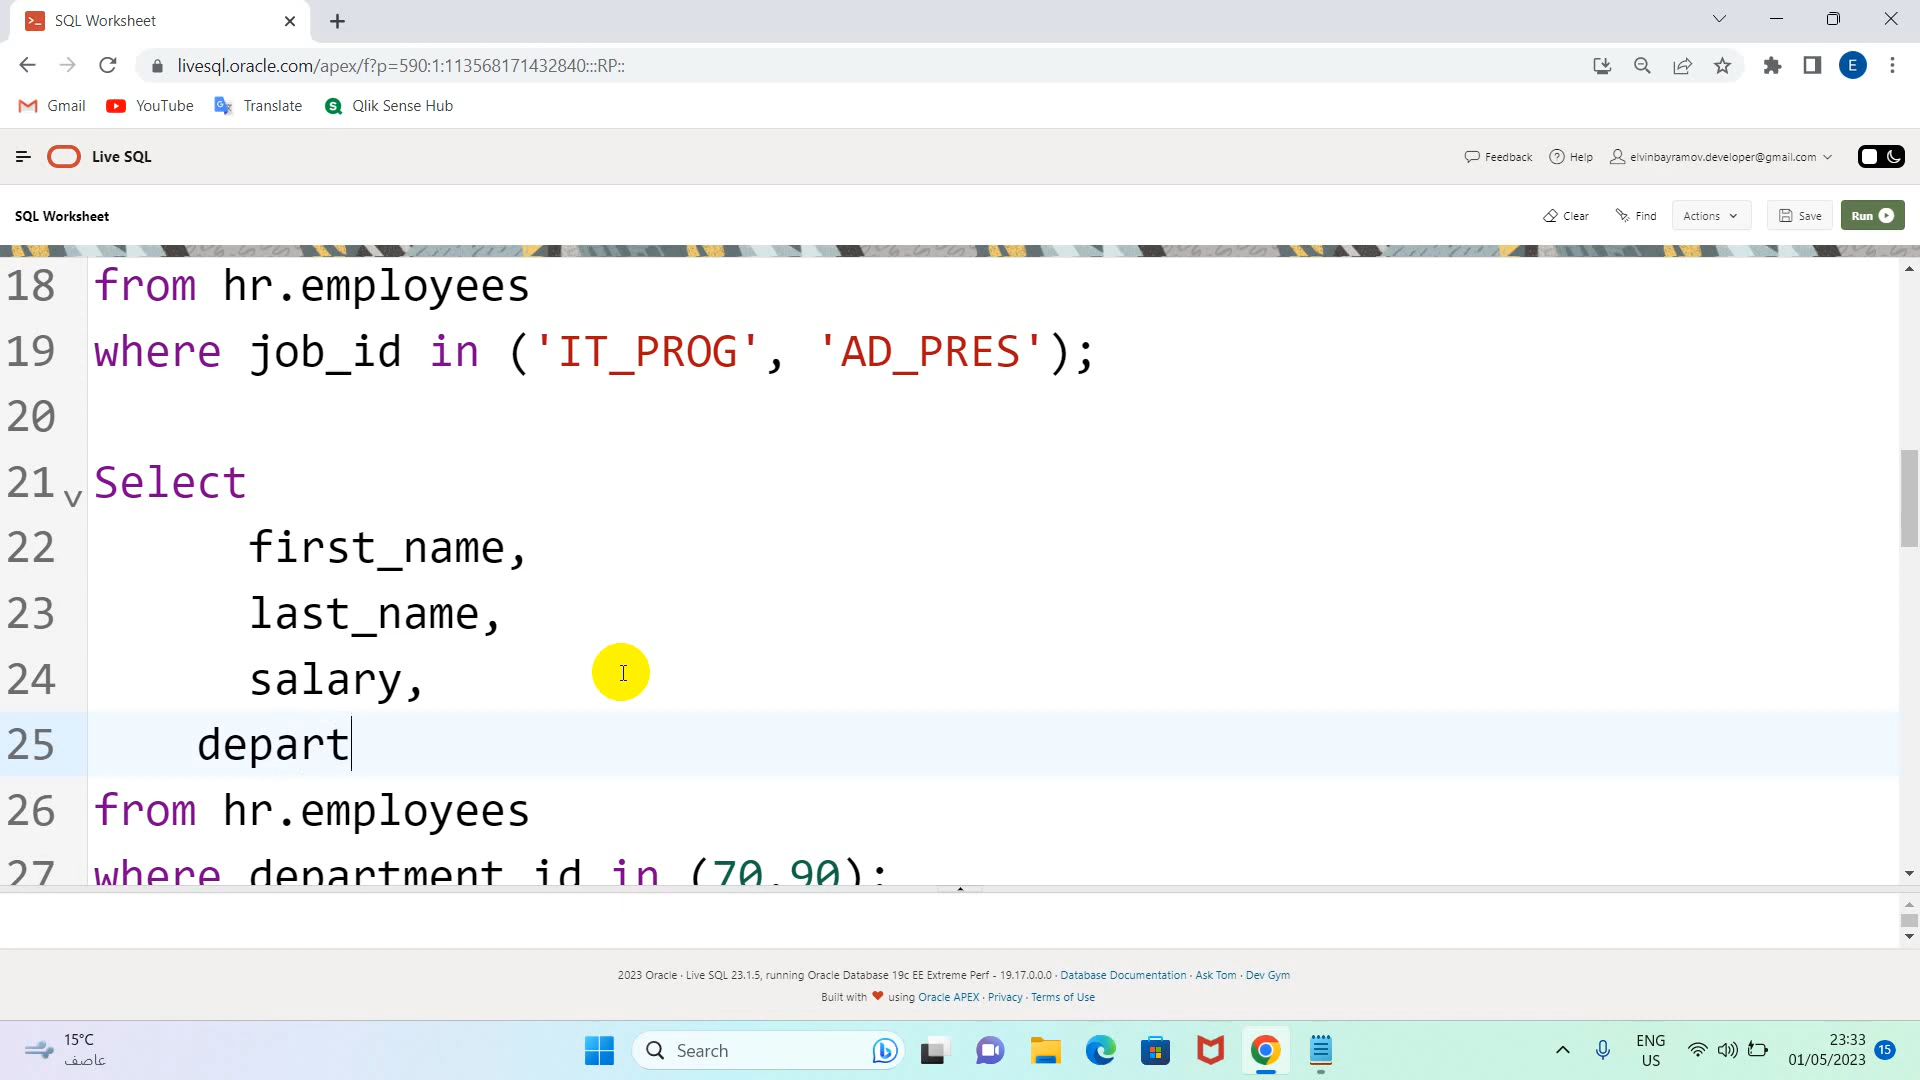 SQL Worksheet
livesql.oracle.com/apex/f?p=590:1:113568171432840:::RP::
E
Gmail YouTube Translate Qlik Sense Hub
Live SQL
Feedback Help elvinbayramov.developer@gmail.com
SQL Worksheet
Clear Find Actions Save Run
18 from hr.employees
19 where job_id in ('IT_PROG', 'AD_PRES');
20
21 Select
22 first_name,
23 last_name,
24 salary,
25 depart
26 from hr.employees
27 where department_id in (70,90);
2023 Oracle · Live SQL 23.1.5, running Oracle Database 19c EE Extreme Perf - 19.17.0.0.0 · Database Documentation · Ask Tom · Dev Gym
Built with ❤ using Oracle APEX · Privacy · Terms of Use
15°C
عاصف
Search
ENG
US
23:33
01/05/2023
15